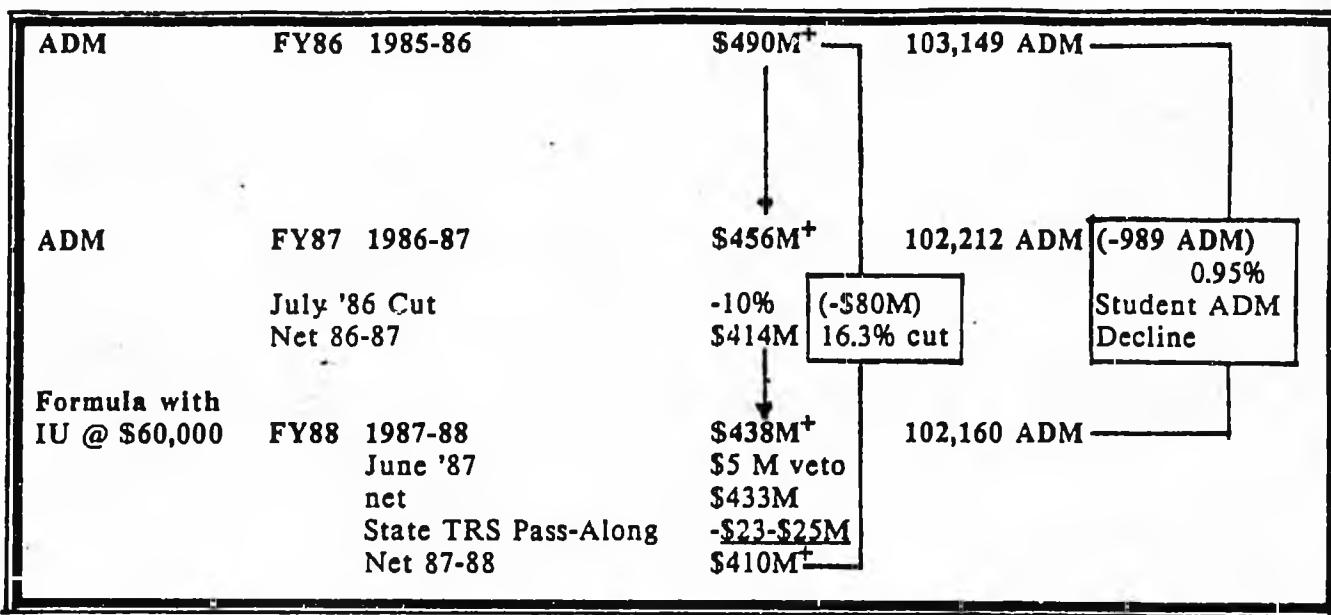 ADM FY86 1985-86 $490M+ 103,149 ADM
ADM FY87 1986-87 $456M+ 102,212 ADM (-989 ADM)
0.95%
July '86 Cut -10% (-$80M) Student ADM
Net 86-87 $414M 16.3% cut Decline
Formula with
IU @ $60,000 FY88 1987-88 $438M+ 102,160 ADM
June '87 $5 M veto
net $433M
State TRS Pass-Along -$23-$25M
Net 87-88 $410M+